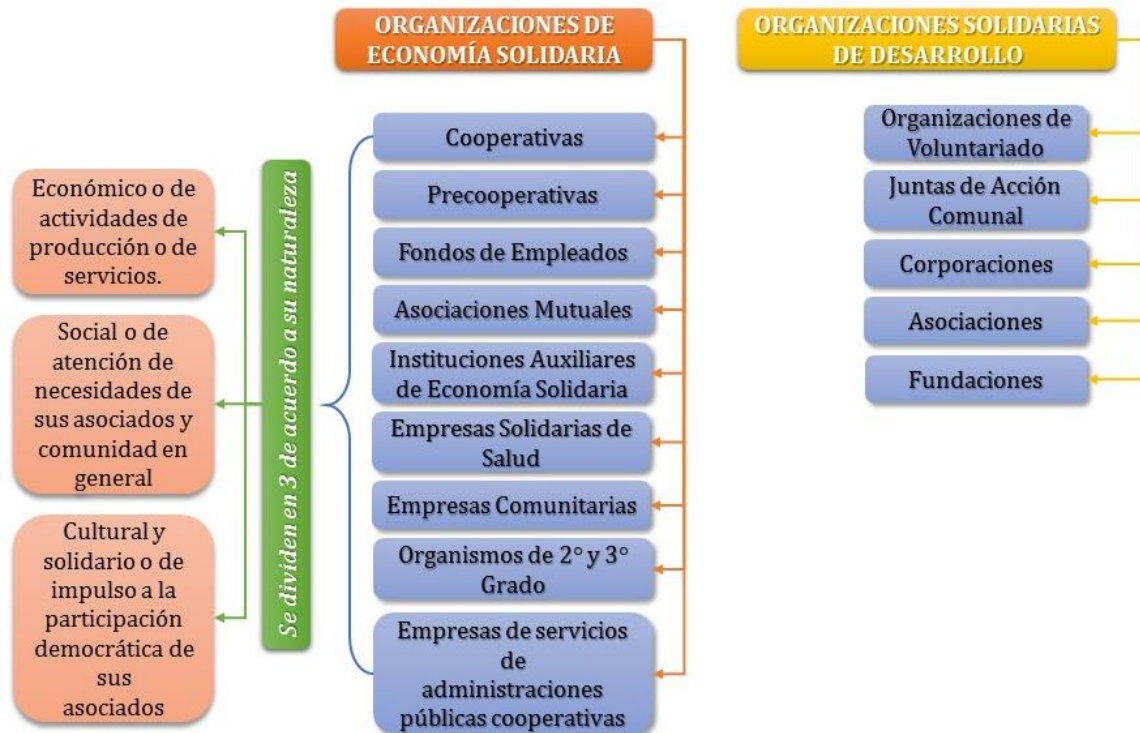 ORGANIZACIONES DE
ECONOMÍA SOLIDARIA
Cooperativas
Precooperativas
Fondos de Empleados
Asociaciones Mutuales
Instituciones Auxiliares
de Economía Solidaria
Empresas Solidarias de
Salud
Empresas Comunitarias
Organismos de 2° y 3°
Grado
Empresas de servicios
de
administraciones
públicas cooperativas
Se dividen en 3 de acuerdo a su naturaleza
Económico o de
actividades de
producción o de
servicios.
Social o de
atención de
necesidades de
sus asociados y
comunidad en
general
Cultural y
solidario o de
impulso a la
participación
democrática de
sus
asociados
ORGANIZACIONES SOLIDARIAS
DE DESARROLLO
Organizaciones de
Voluntariado
Juntas de Acción
Comunal
Corporaciones
Asociaciones
Fundaciones